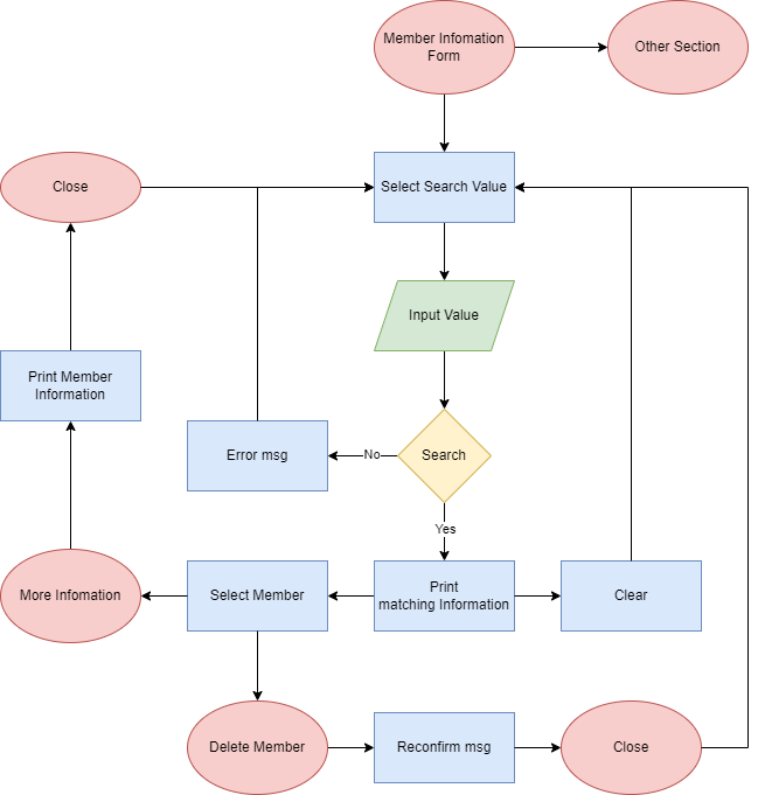 Member Infomation
Form
Other Section
Close
Select Search Value
Input Value
Print Member
Information
Error msg
No
Search
Yes
More Infomation
Select Member
Print
matching Information
Clear
Delete Member
Reconfirm msg
Close